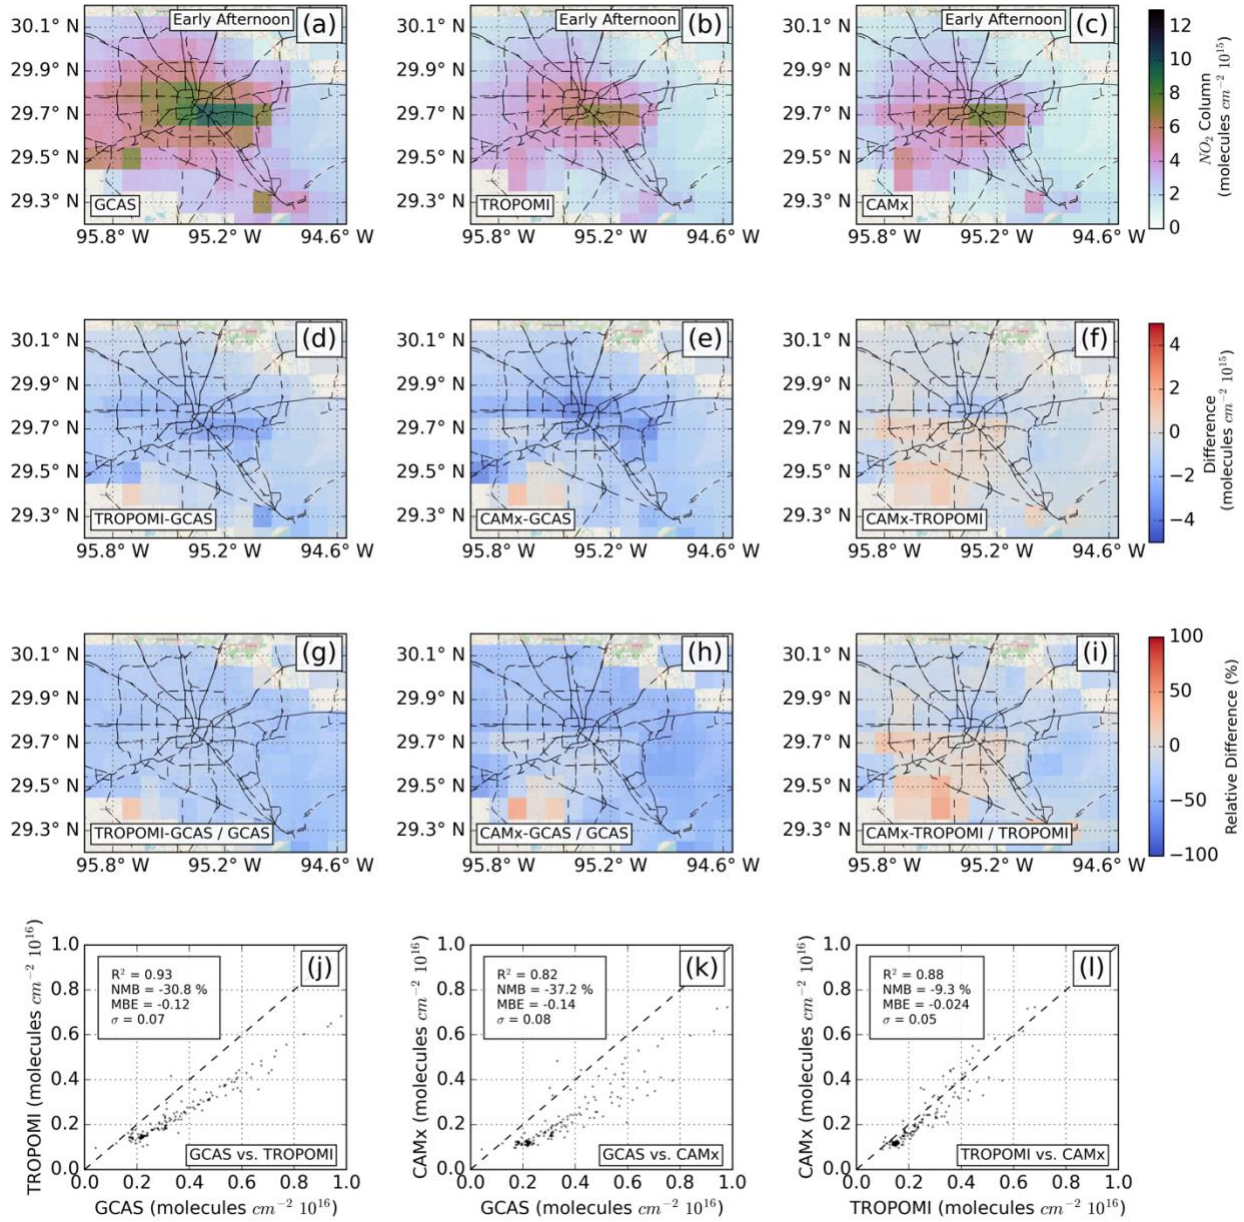 Early Afternoon (a)
Early Afternoon (b)
Early Afternoon (c)
30.1° N
29.9° N
29.7° N
29.5° N
29.3° N
GCAS
95.8° W 95.2° W 94.6° W
30.1° N
29.9° N
29.7° N
29.5° N
29.3° N
TROPOMI
95.8° W 95.2° W 94.6° W
30.1° N
29.9° N
29.7° N
29.5° N
29.3° N
CAMx
95.8° W 95.2° W 94.6° W
12
10
8
6
4
2
0
NO₂ Column
(molecules cm⁻² 10¹⁵)
(d)
30.1° N
29.9° N
29.7° N
29.5° N
29.3° N
TROPOMI-GCAS
95.8° W 95.2° W 94.6° W
(e)
30.1° N
29.9° N
29.7° N
29.5° N
29.3° N
CAMx-GCAS
95.8° W 95.2° W 94.6° W
(f)
30.1° N
29.9° N
29.7° N
29.5° N
29.3° N
CAMx-TROPOMI
95.8° W 95.2° W 94.6° W
4
2
0
−2
−4
Difference
(molecules cm⁻² 10¹⁵)
(g)
30.1° N
29.9° N
29.7° N
29.5° N
29.3° N
TROPOMI-GCAS / GCAS
95.8° W 95.2° W 94.6° W
(h)
30.1° N
29.9° N
29.7° N
29.5° N
29.3° N
CAMx-GCAS / GCAS
95.8° W 95.2° W 94.6° W
(i)
30.1° N
29.9° N
29.7° N
29.5° N
29.3° N
CAMx-TROPOMI / TROPOMI
95.8° W 95.2° W 94.6° W
100
50
0
−50
−100
Relative Difference (%)
(j)
TROPOMI (molecules cm⁻² 10¹⁶)
1.0
0.8
0.6
0.4
0.2
0.0
R² = 0.93
NMB = -30.8 %
MBE = -0.12
σ = 0.07
GCAS vs. TROPOMI
0.0 0.2 0.4 0.6 0.8 1.0
GCAS (molecules cm⁻² 10¹⁶)
(k)
CAMx (molecules cm⁻² 10¹⁶)
1.0
0.8
0.6
0.4
0.2
0.0
R² = 0.82
NMB = -37.2 %
MBE = -0.14
σ = 0.08
GCAS vs. CAMx
0.0 0.2 0.4 0.6 0.8 1.0
GCAS (molecules cm⁻² 10¹⁶)
(l)
CAMx (molecules cm⁻² 10¹⁶)
1.0
0.8
0.6
0.4
0.2
0.0
R² = 0.88
NMB = -9.3 %
MBE = -0.024
σ = 0.05
TROPOMI vs. CAMx
0.0 0.2 0.4 0.6 0.8 1.0
TROPOMI (molecules cm⁻² 10¹⁶)